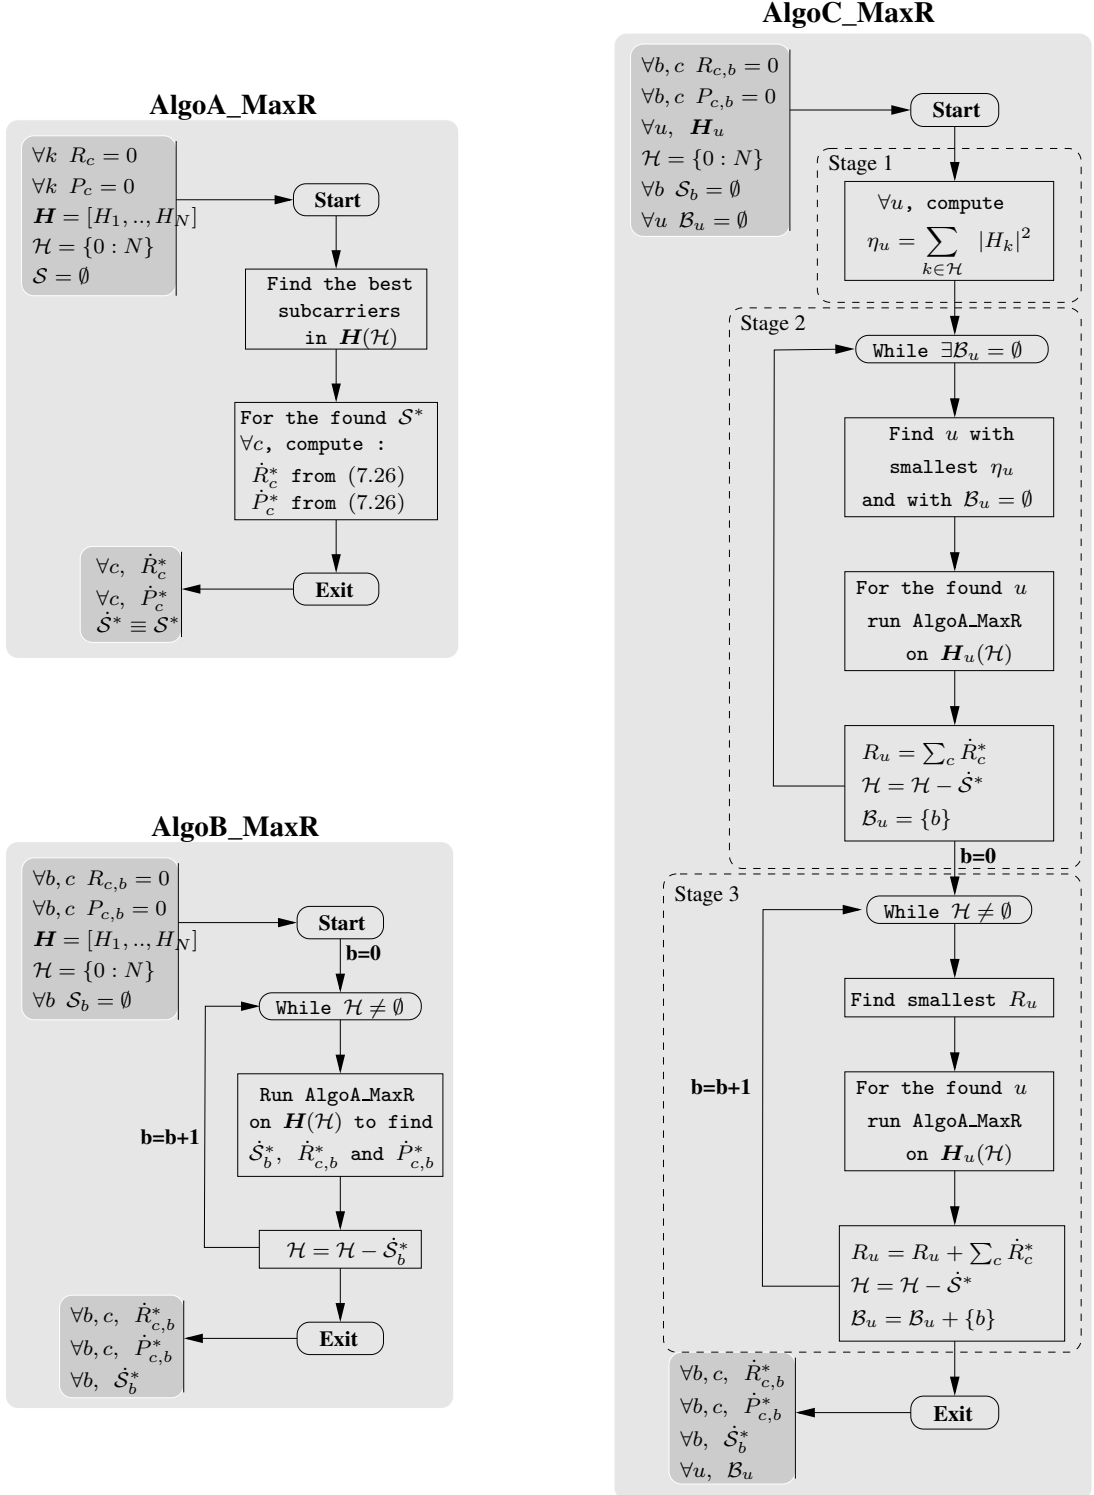 AlgoA_MaxR
∀k R_c = 0
∀k P_c = 0
H = [H_1, .., H_N]
ℋ = {0 : N}
𝒮 = ∅
Start
Find the best
subcarriers
in H(ℋ)
For the found 𝒮*
∀c, compute :
Ṙ*_c from (7.26)
Ṗ*_c from (7.26)
Exit
∀c, Ṙ*_c
∀c, Ṗ*_c
𝒮̇* ≡ 𝒮*
AlgoB_MaxR
∀b, c R_{c,b} = 0
∀b, c P_{c,b} = 0
H = [H_1, .., H_N]
ℋ = {0 : N}
∀b 𝒮_b = ∅
Start
b=0
While ℋ ≠ ∅
Run AlgoA_MaxR
on H(ℋ) to find
𝒮̇*_b, Ṙ*_{c,b} and Ṗ*_{c,b}
b=b+1
ℋ = ℋ − 𝒮̇*_b
Exit
∀b, c, Ṙ*_{c,b}
∀b, c, Ṗ*_{c,b}
∀b, 𝒮̇*_b
AlgoC_MaxR
∀b, c R_{c,b} = 0
∀b, c P_{c,b} = 0
∀u, H_u
ℋ = {0 : N}
∀b 𝒮_b = ∅
∀u ℬ_u = ∅
Start
Stage 1
∀u, compute
η_u = ∑_{k∈ℋ} |H_k|²
Stage 2
While ∃ℬ_u = ∅
Find u with
smallest η_u
and with ℬ_u = ∅
For the found u
run AlgoA_MaxR
on H_u(ℋ)
R_u = ∑_c Ṙ*_c
ℋ = ℋ − 𝒮̇*
ℬ_u = {b}
b=0
Stage 3
While ℋ ≠ ∅
Find smallest R_u
b=b+1
For the found u
run AlgoA_MaxR
on H_u(ℋ)
R_u = R_u + ∑_c Ṙ*_c
ℋ = ℋ − 𝒮̇*
ℬ_u = ℬ_u + {b}
Exit
∀b, c, Ṙ*_{c,b}
∀b, c, Ṗ*_{c,b}
∀b, 𝒮̇*_b
∀u, ℬ_u